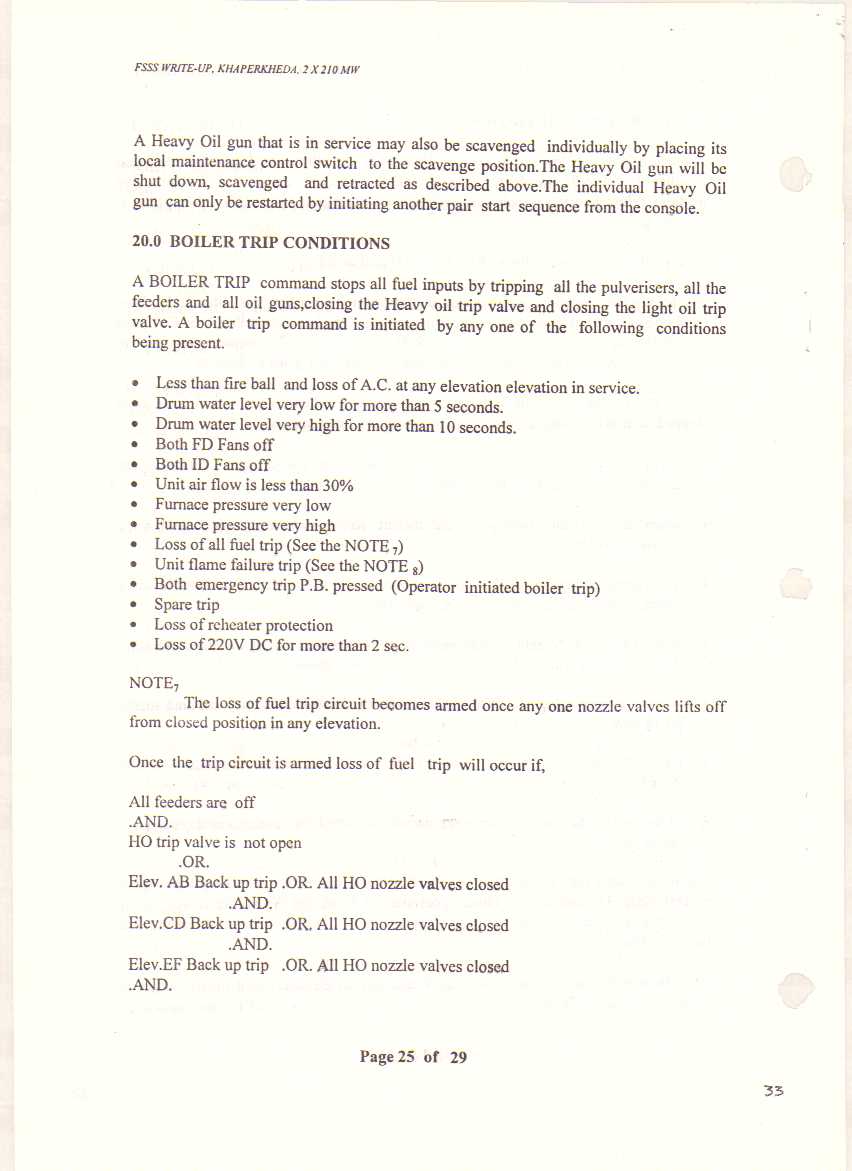 FSSS WRITE-UP, KHAPERKHEDA, 2 X 210 MW
A Heavy Oil gun that is in service may also be scavenged individually by placing its
local maintenance control switch to the scavenge position.The Heavy Oil gun will be
shut down, scavenged and retracted as described above.The individual Heavy Oil
gun can only be restarted by initiating another pair start sequence from the console.
20.0 BOILER TRIP CONDITIONS
A BOILER TRIP command stops all fuel inputs by tripping all the pulverisers, all the
feeders and all oil guns,closing the Heavy oil trip valve and closing the light oil trip
valve. A boiler trip command is initiated by any one of the following conditions
being present.
• Less than fire ball and loss of A.C. at any elevation elevation in service.
• Drum water level very low for more than 5 seconds.
• Drum water level very high for more than 10 seconds.
• Both FD Fans off
• Both ID Fans off
• Unit air flow is less than 30%
• Furnace pressure very low
• Furnace pressure very high
• Loss of all fuel trip (See the NOTE 7)
• Unit flame failure trip (See the NOTE 8)
• Both emergency trip P.B. pressed (Operator initiated boiler trip)
• Spare trip
• Loss of reheater protection
• Loss of 220V DC for more than 2 sec.
NOTE7
The loss of fuel trip circuit becomes armed once any one nozzle valves lifts off
from closed position in any elevation.
Once the trip circuit is armed loss of fuel trip will occur if,
All feeders are off
.AND.
HO trip valve is not open
.OR.
Elev. AB Back up trip .OR. All HO nozzle valves closed
.AND.
Elev.CD Back up trip .OR. All HO nozzle valves closed
.AND.
Elev.EF Back up trip .OR. All HO nozzle valves closed
.AND.
Page 25 of 29
33